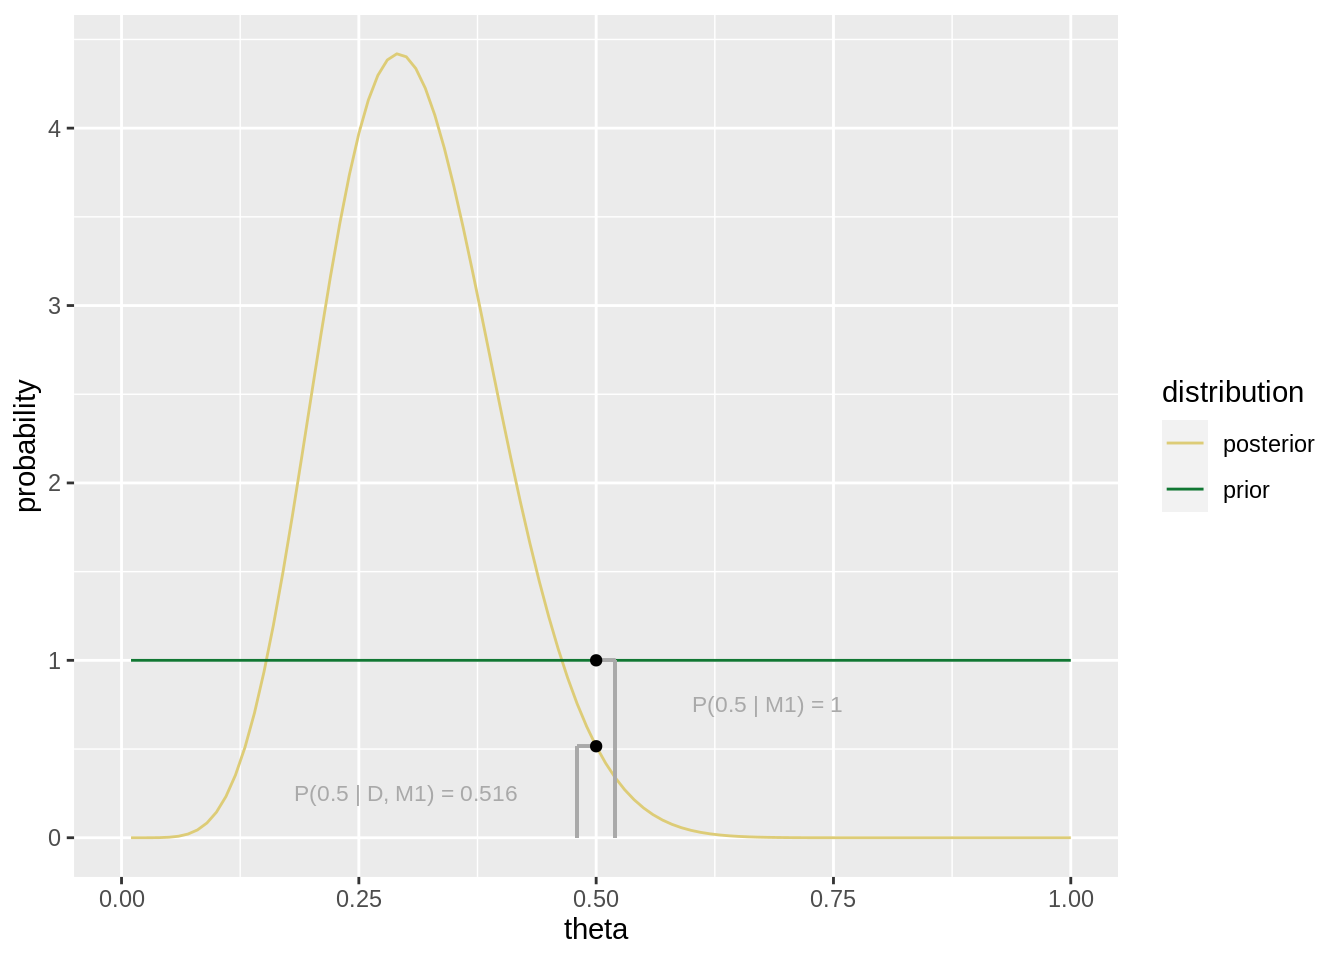 4
3
2
1
0
probability
0.00
0.25
0.50
0.75
1.00
theta
P(0.5 | M1) = 1
P(0.5 | D, M1) = 0.516
distribution
posterior
prior